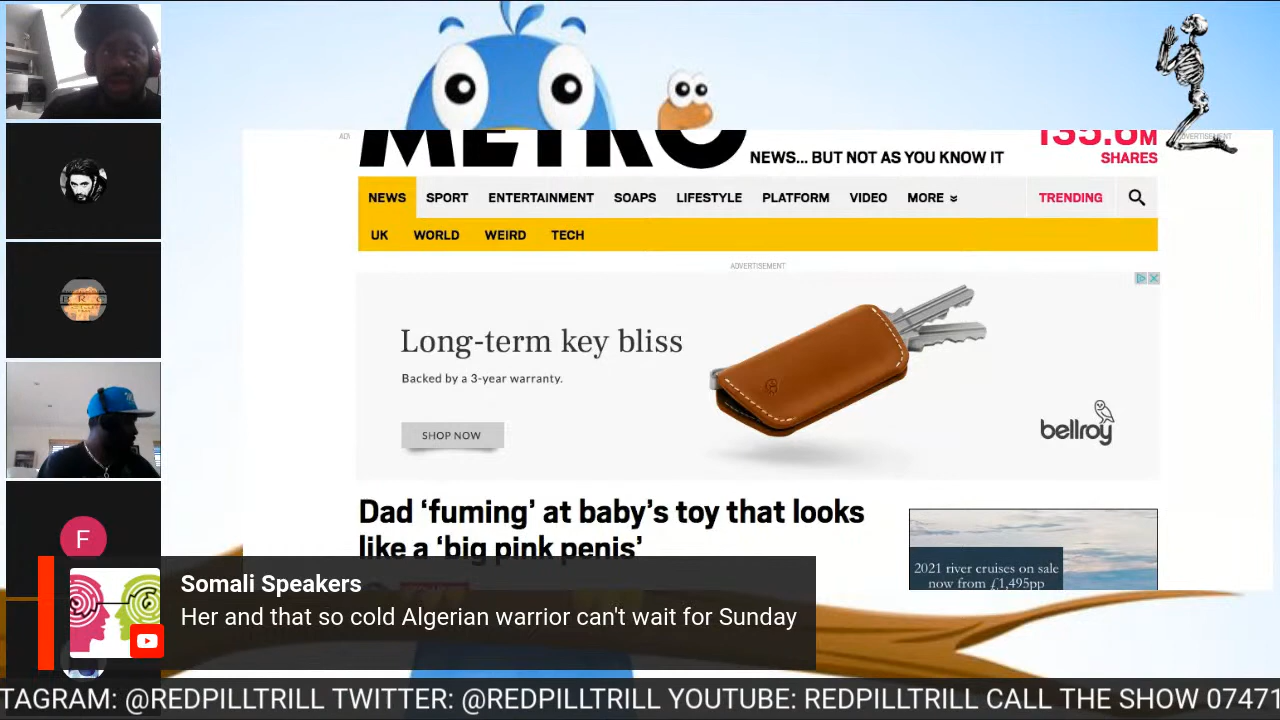 METRO
NEWS... BUT NOT AS YOU KNOW IT
135.6M
SHARES
ADVERTISEMENT
NEWS SPORT ENTERTAINMENT SOAPS LIFESTYLE PLATFORM VIDEO MORE TRENDING
UK WORLD WEIRD TECH
ADVERTISEMENT
Long-term key bliss
Backed by a 3-year warranty.
SHOP NOW
bellroy
Dad ‘fuming’ at baby’s toy that looks
like a ‘big pink penis’
2021 river cruises on sale
now from £1,495pp
F
Somali Speakers
Her and that so cold Algerian warrior can't wait for Sunday
TAGRAM: @REDPILLTRILL TWITTER: @REDPILLTRILL YOUTUBE: REDPILLTRILL CALL THE SHOW 07471